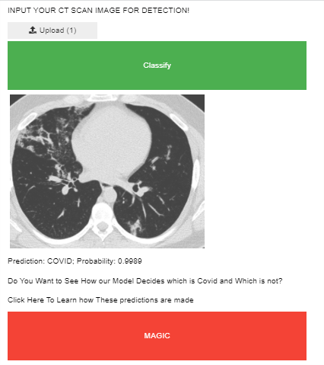 INPUT YOUR CT SCAN IMAGE FOR DETECTION!
Upload (1)
Classify
Prediction: COVID; Probability: 0.9989
Do You Want to See How our Model Decides which is Covid and Which is not?
Click Here To Learn how These predictions are made
MAGIC